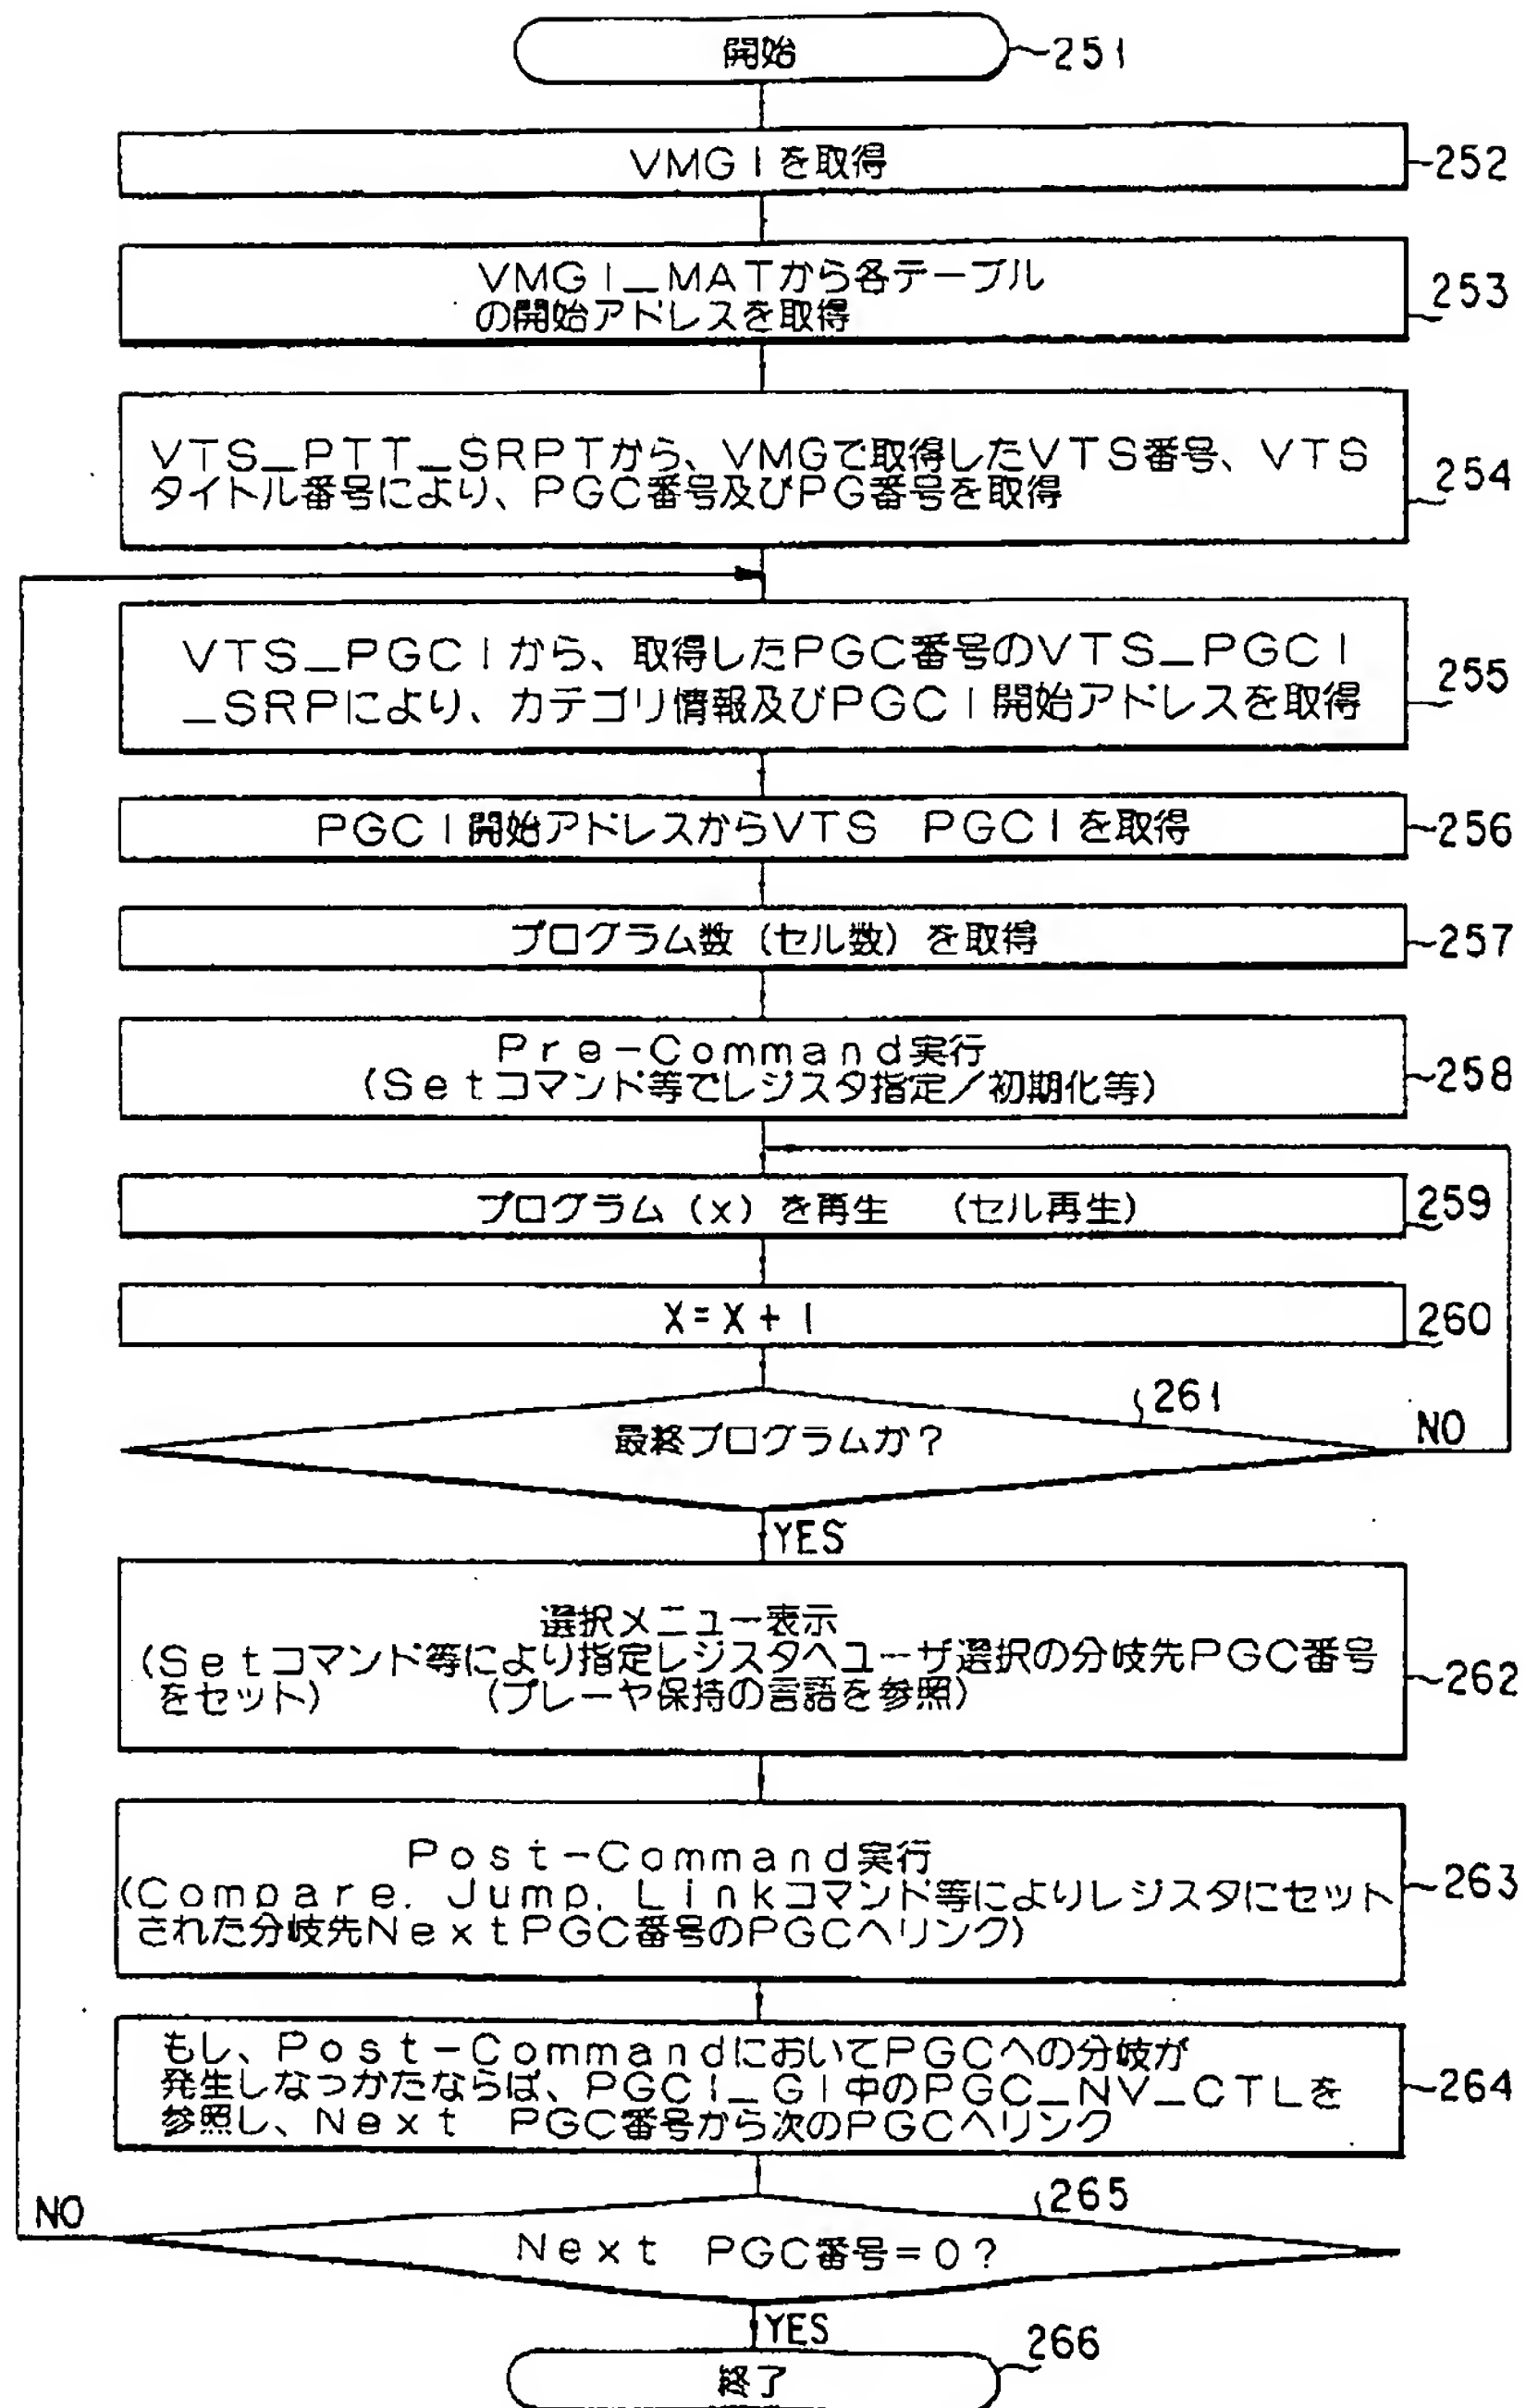 開始
251
VMGIを取得
252
VMGI_MATから各テーブル
の開始アドレスを取得
253
VTS_PTT_SRPTから、VMGで取得したVTS番号、VTS
タイトル番号により、PGC番号及びPG番号を取得
254
VTS_PGCIから、取得したPGC番号のVTS_PGCI
_SRPにより、カテゴリ情報及びPGCI開始アドレスを取得
255
PGCI開始アドレスからVTS PGCIを取得
256
プログラム数(セル数)を取得
257
Pre-Command実行
(Setコマンド等でレジスタ指定/初期化等)
258
プログラム(x)を再生 (セル再生)
259
X=X+1
260
261
最終プログラムか?
NO
YES
選択メニュー表示
(Setコマンド等により指定レジスタへユーザ選択の分岐先PGC番号
をセット) (プレーヤ保持の言語を参照)
262
Post-Command実行
(Compare. Jump. Linkコマンド等によりレジスタにセット
された分岐先NextPGC番号のPGCへリンク)
263
もし、Post-CommandにおいてPGCへの分岐が
発生しなつかたならば、PGCI_GI中のPGC_NV_CTLを
参照し、Next PGC番号から次のPGCへリンク
264
265
NO
Next PGC番号=0?
YES
266
終了